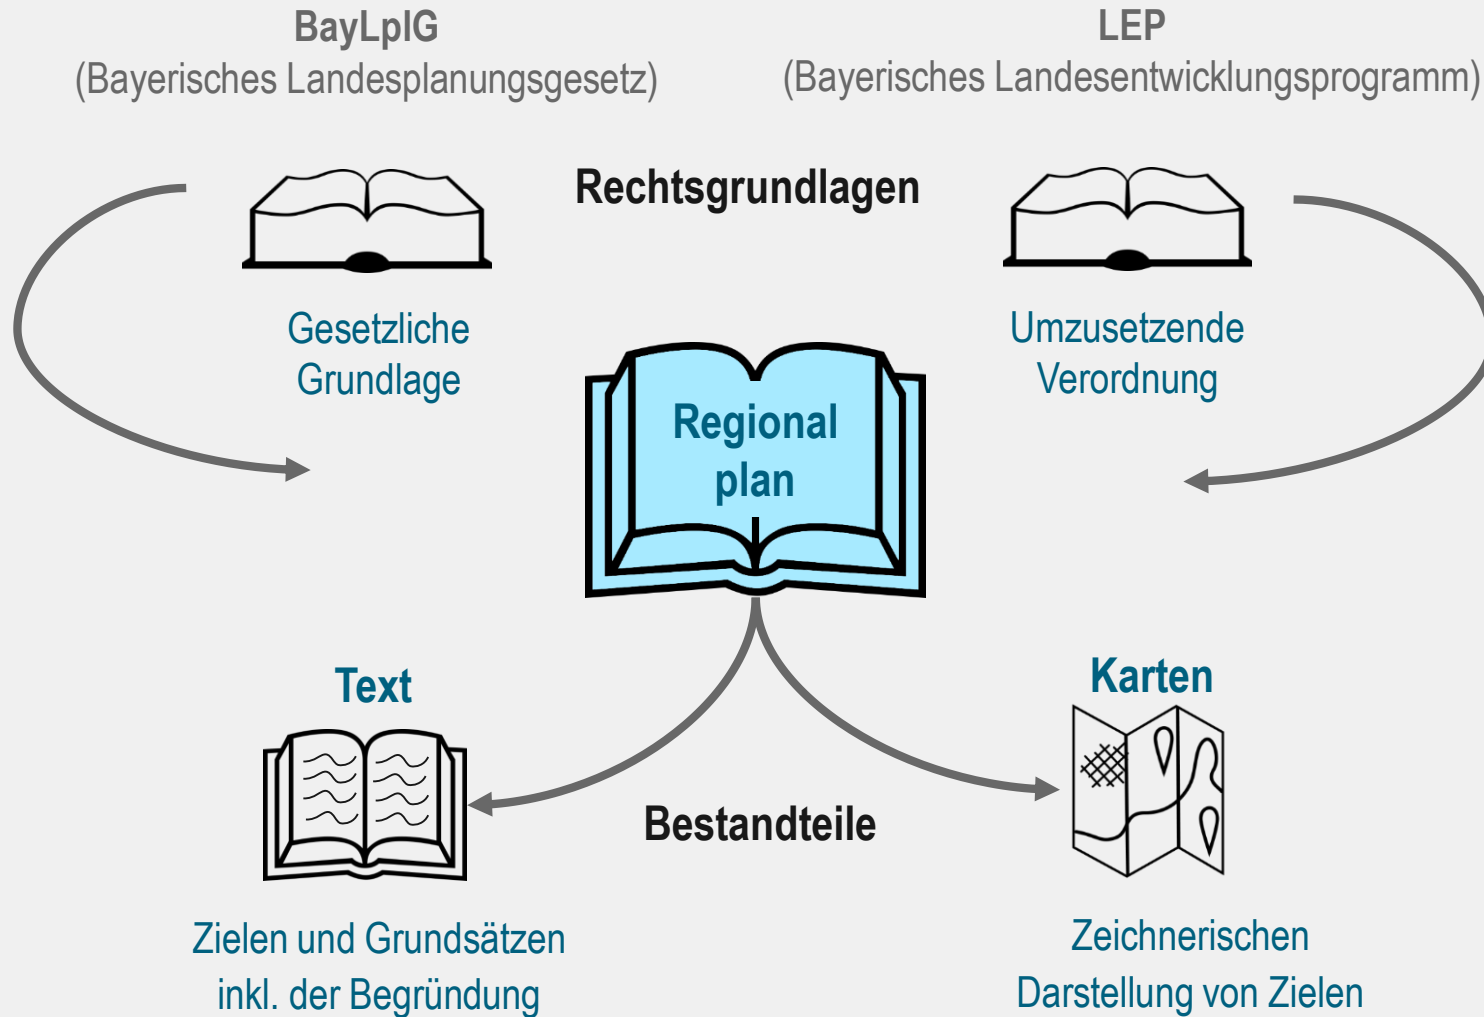 BayLplG
(Bayerisches Landesplanungsgesetz)
LEP
(Bayerisches Landesentwicklungsprogramm)
Rechtsgrundlagen
Gesetzliche
Grundlage
Umzusetzende
Verordnung
Regional
plan
Text
Karten
Bestandteile
Zielen und Grundsätzen
inkl. der Begründung
Zeichnerischen
Darstellung von Zielen